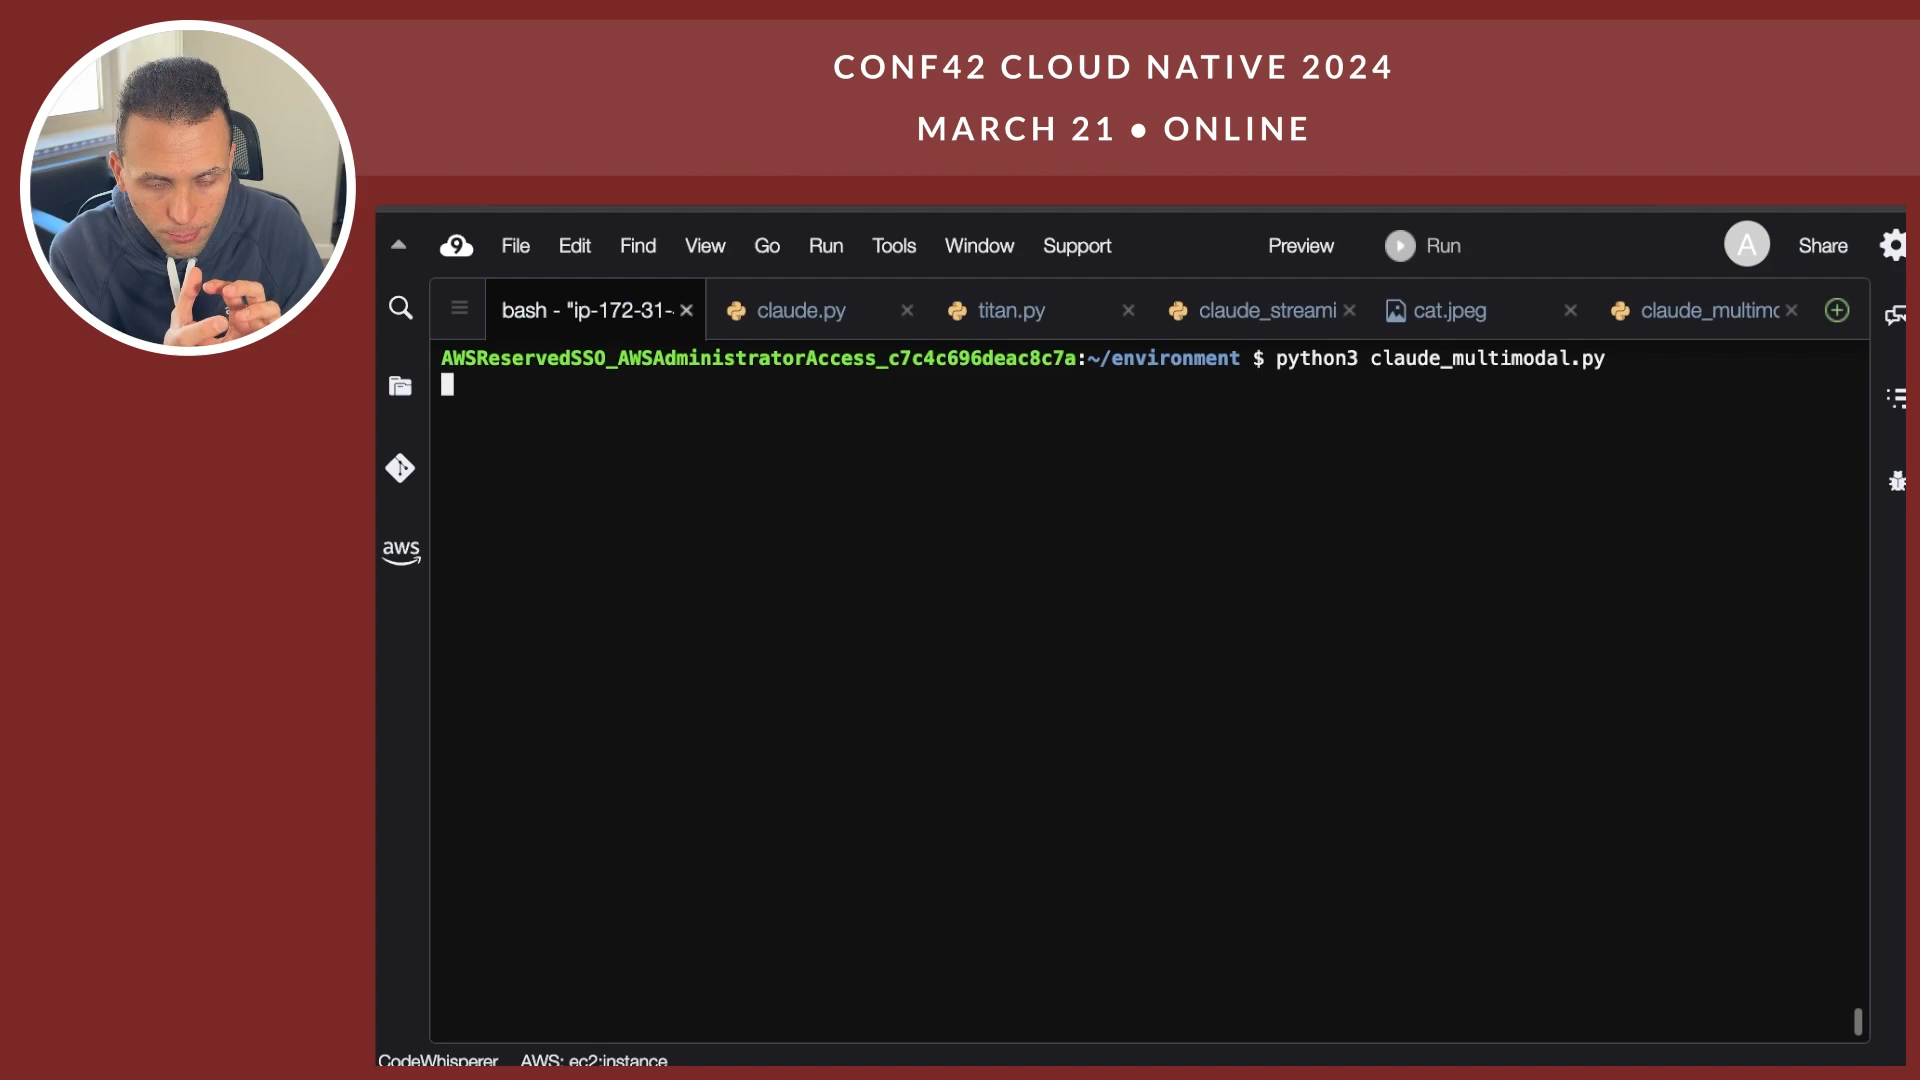 CONF42 CLOUD NATIVE 2024
MARCH 21 • ONLINE
9 File Edit Find View Go Run Tools Window Support Preview Run A Share
bash - "ip-172-31- claude.py titan.py claude_streami cat.jpeg claude_multimo
AWSReservedSSO_AWSAdministratorAccess_c7c4c696deac8c7a:~/environment $ python3 claude_multimodal.py
aws
CodeWhisperer AWS: ec2:instance